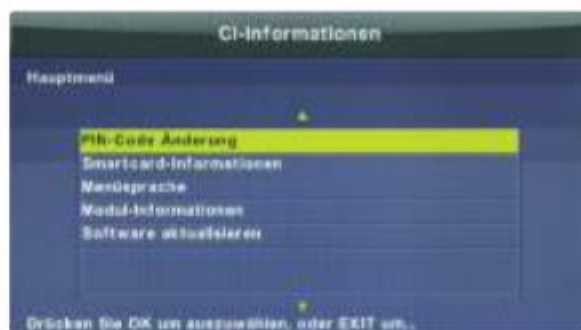 CI-Informationen
Hauptmenü
PIN-Code Änderung
Smartcard-Informationen
Menüsprache
Modul-Informationen
Software aktualisieren
Drücken Sie OK um auszuwählen, oder EXIT um..